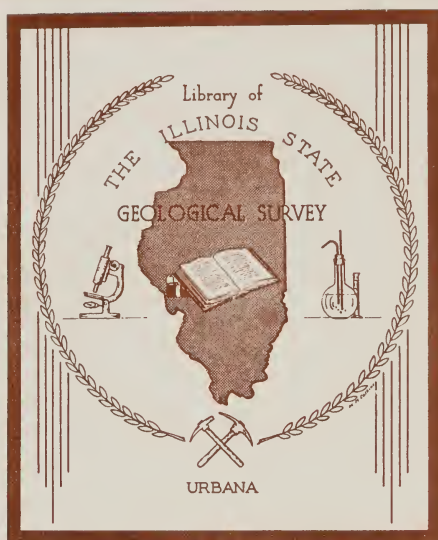 Library of
THE ILLINOIS STATE
GEOLOGICAL SURVEY
URBANA